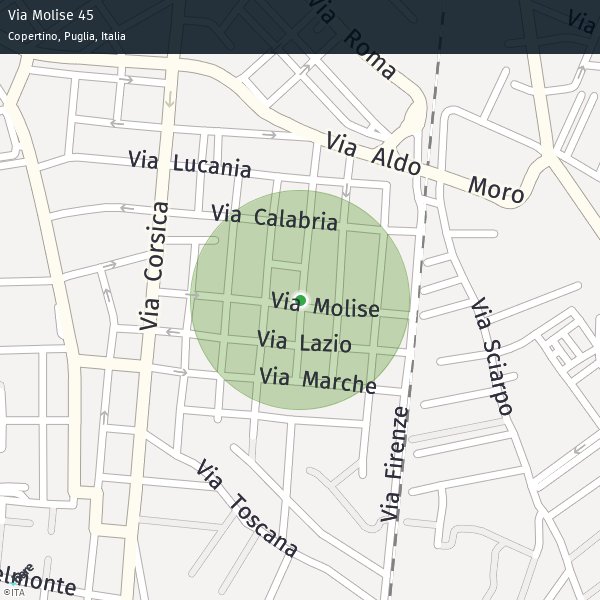 Via Molise 45
Copertino, Puglia, Italia
Via Roma
Via
Via Aldo Moro
Via Lucania
Via Calabria
Via Corsica
Via Molise
Via Lazio
Via Marche
Via Sciarpo
Via Firenze
Via Toscana
elmonte
©ITA